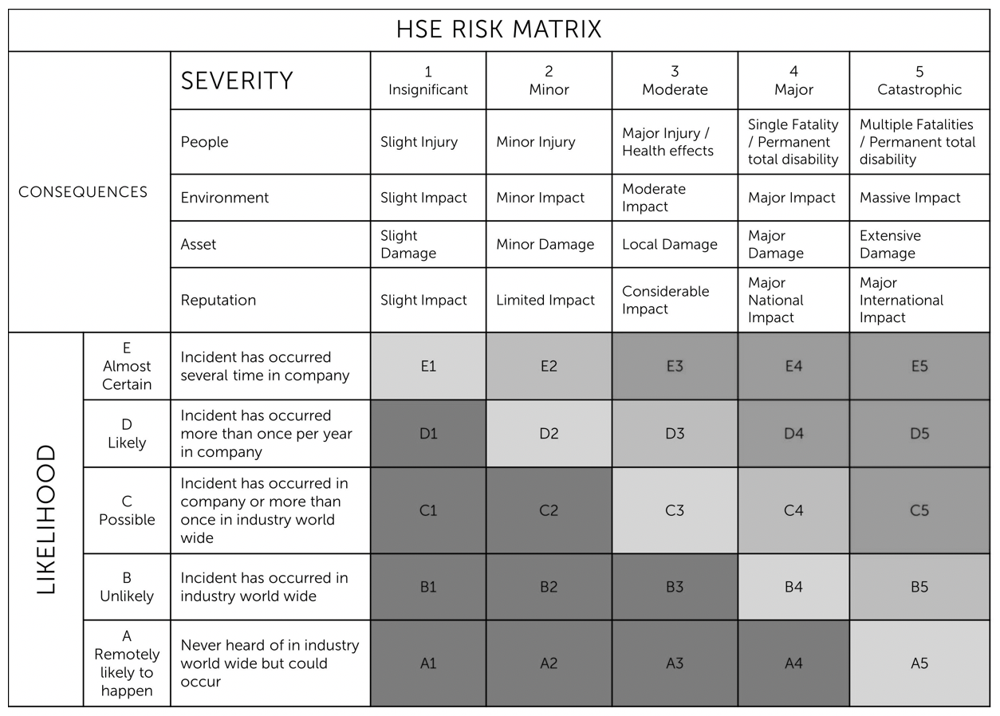 HSE RISK MATRIX
CONSEQUENCES
SEVERITY
1
Insignificant
2
Minor
3
Moderate
4
Major
5
Catastrophic
People
Slight Injury
Minor Injury
Major Injury /
Health effects
Single Fatality
/ Permanent
total disability
Multiple Fatalities
/ Permanent total
disability
Environment
Slight Impact
Minor Impact
Moderate
Impact
Major Impact
Massive Impact
Asset
Slight
Damage
Minor Damage
Local Damage
Major
Damage
Extensive
Damage
Reputation
Slight Impact
Limited Impact
Considerable
Impact
Major
National
Impact
Major
International
Impact
LIKELIHOOD
E
Almost
Certain
Incident has occurred
several time in company
E1
E2
E3
E4
E5
D
Likely
Incident has occurred
more than once per year
in company
D1
D2
D3
D4
D5
C
Possible
Incident has occurred in
company or more than
once in industry world
wide
C1
C2
C3
C4
C5
B
Unlikely
Incident has occurred in
industry world wide
B1
B2
B3
B4
B5
A
Remotely
likely to
happen
Never heard of in industry
world wide but could
occur
A1
A2
A3
A4
A5